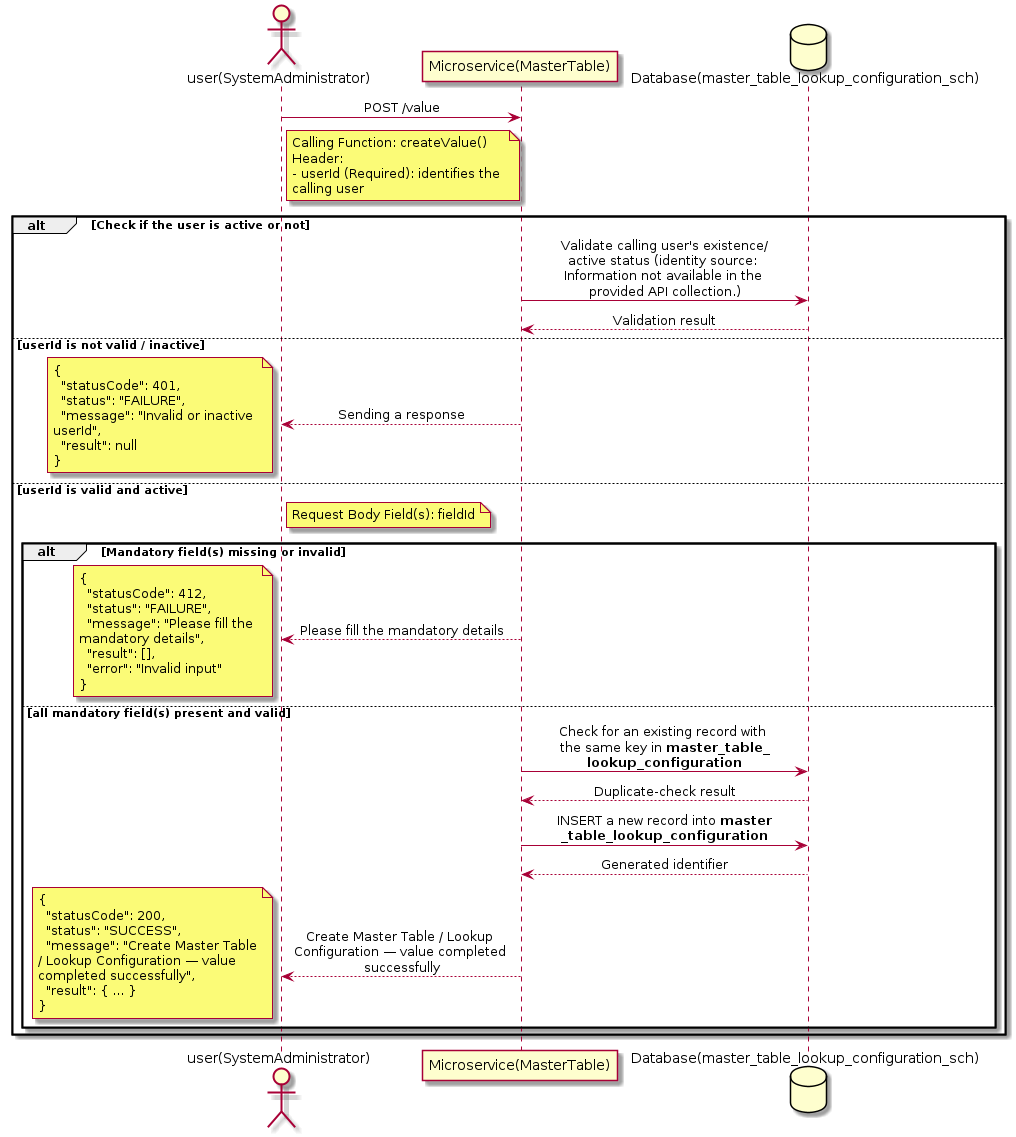 user(SystemAdministrator)
Microservice(MasterTable)
Database(master_table_lookup_configuration_sch)
POST /value
Calling Function: createValue()
Header:
- userId (Required): identifies the
calling user
alt
[Check if the user is active or not]
Validate calling user's existence/
active status (identity source:
Information not available in the
provided API collection.)
Validation result
[userId is not valid / inactive]
{
"statusCode": 401,
"status": "FAILURE",
"message": "Invalid or inactive
userId",
"result": null
}
Sending a response
[userId is valid and active]
Request Body Field(s): fieldId
alt
[Mandatory field(s) missing or invalid]
{
"statusCode": 412,
"status": "FAILURE",
"message": "Please fill the
mandatory details",
"result": [],
"error": "Invalid input"
}
Please fill the mandatory details
[all mandatory field(s) present and valid]
Check for an existing record with
the same key in master_table_
lookup_configuration
Duplicate-check result
INSERT a new record into master
_table_lookup_configuration
Generated identifier
{
"statusCode": 200,
"status": "SUCCESS",
"message": "Create Master Table
/ Lookup Configuration — value
completed successfully",
"result": { ... }
}
Create Master Table / Lookup
Configuration — value completed
successfully
user(SystemAdministrator)
Microservice(MasterTable)
Database(master_table_lookup_configuration_sch)